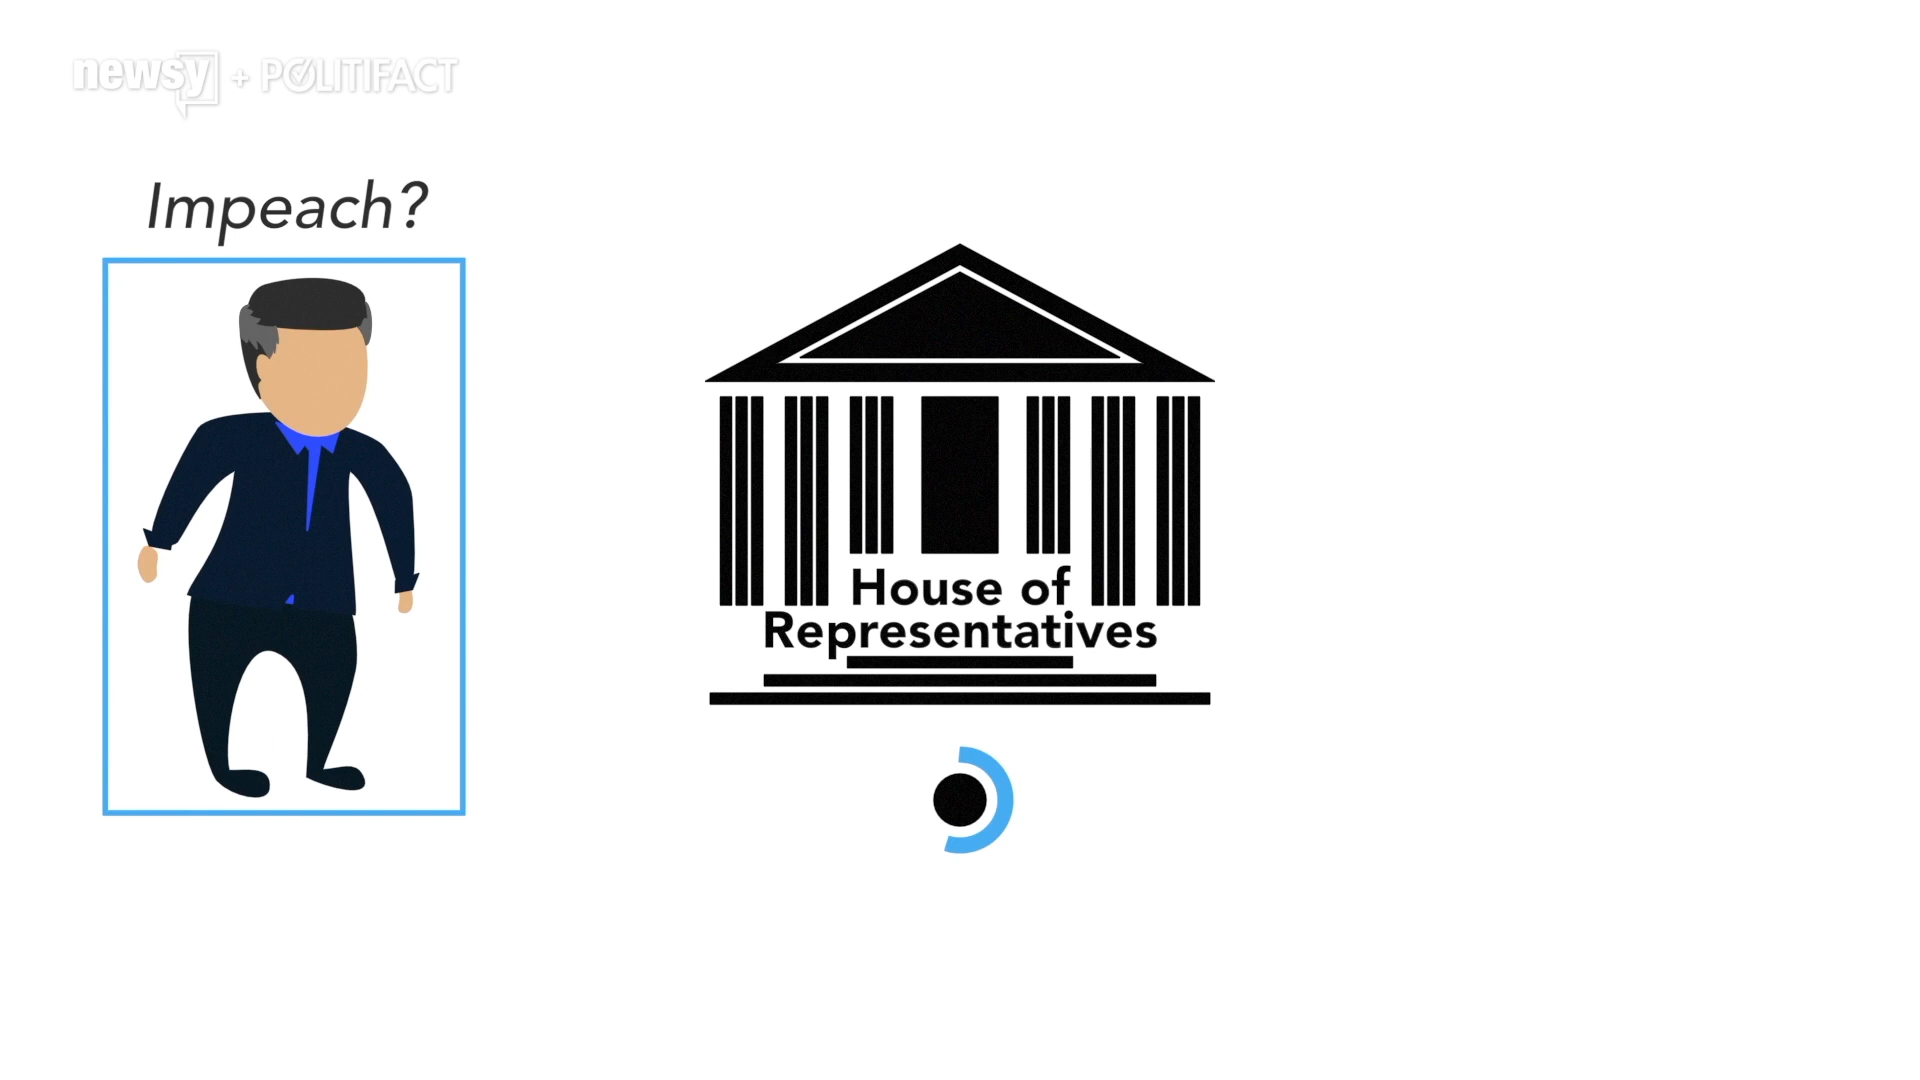 newsy + POLITIFACT
Impeach?
House of
Representatives